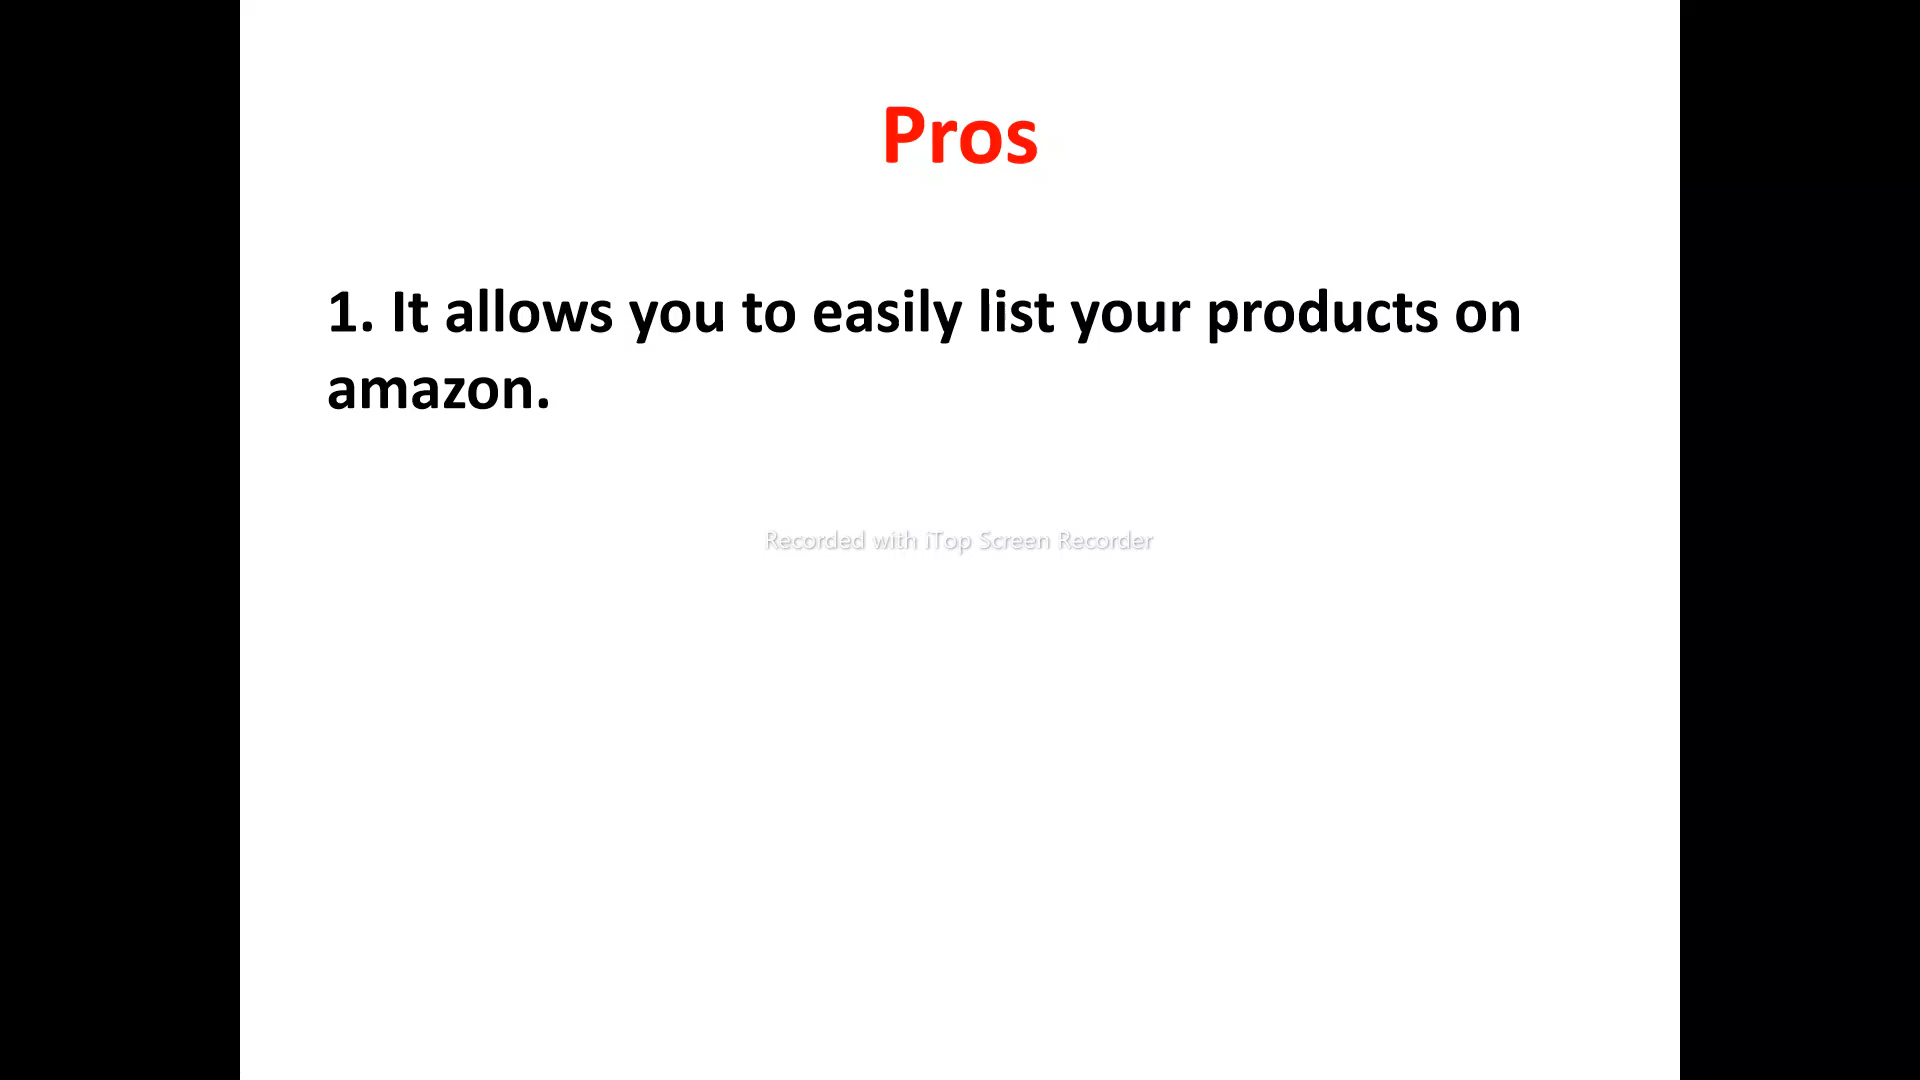 Pros
1. It allows you to easily list your products on
amazon.
Recorded with iTop Screen Recorder